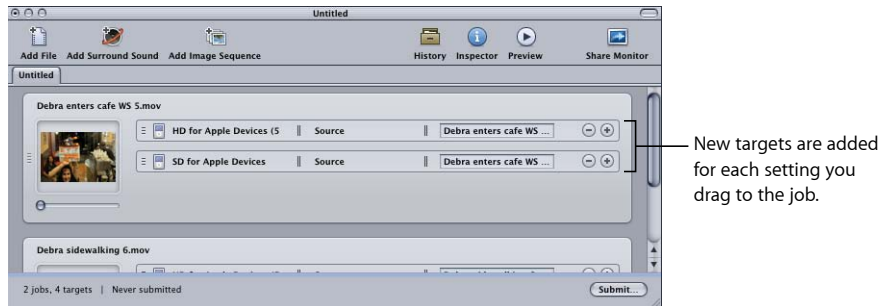 Untitled
Add File Add Surround Sound Add Image Sequence History Inspector Preview Share Monitor
Untitled
Debra enters cafe WS 5.mov
HD for Apple Devices (5 Source Debra enters cafe WS ...
SD for Apple Devices Source Debra enters cafe WS ...
New targets are added
for each setting you
drag to the job.
Debra sidewalking 6.mov
2 jobs, 4 targets | Never submitted Submit...